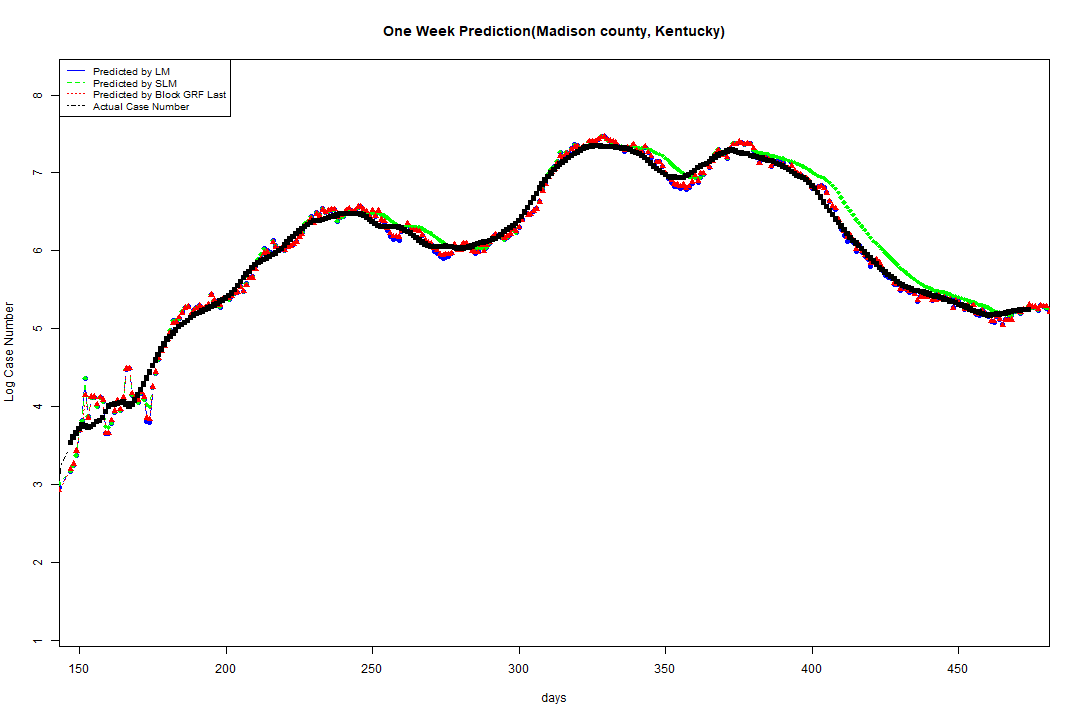 One Week Prediction(Madison county, Kentucky)
Predicted by LM
Predicted by SLM
Predicted by Block GRF Last
Actual Case Number
8
7
6
5
4
3
2
1
Log Case Number
150 200 250 300 350 400 450
days